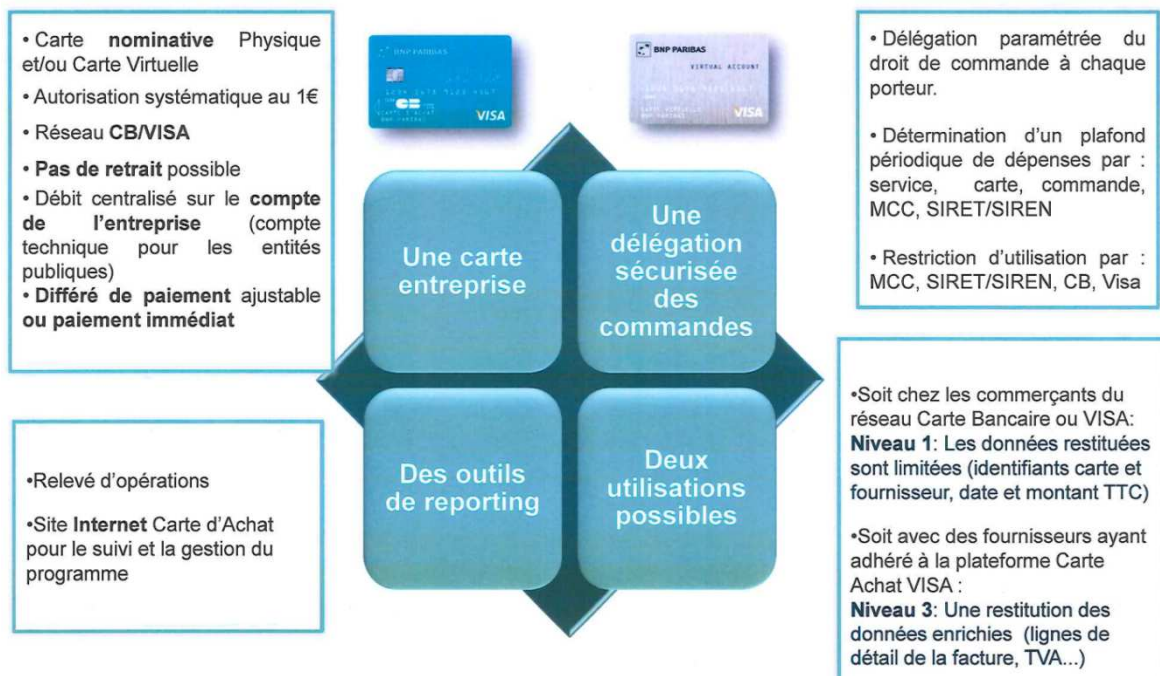 • Carte nominative Physique
et/ou Carte Virtuelle
• Autorisation systématique au 1€
• Réseau CB/VISA
• Pas de retrait possible
• Débit centralisé sur le compte
de l'entreprise (compte
technique pour les entités
publiques)
• Différé de paiement ajustable
ou paiement immédiat
BNP PARIBAS
CB
VISA
BNP PARIBAS
VIRTUAL ACCOUNT
CARTE VIRTUELLE
BNP PARIBAS
VISA
• Délégation paramétrée du
droit de commande à chaque
porteur.
• Détermination d'un plafond
périodique de dépenses par :
service, carte, commande,
MCC, SIRET/SIREN
• Restriction d'utilisation par :
MCC, SIRET/SIREN, CB, Visa
Une carte
entreprise
Une
délégation
sécurisée
des
commandes
Des outils
de reporting
Deux
utilisations
possibles
•Relevé d'opérations
•Site Internet Carte d'Achat
pour le suivi et la gestion du
programme
•Soit chez les commerçants du
réseau Carte Bancaire ou VISA:
Niveau 1: Les données restituées
sont limitées (identifiants carte et
fournisseur, date et montant TTC)
•Soit avec des fournisseurs ayant
adhéré à la plateforme Carte
Achat VISA :
Niveau 3: Une restitution des
données enrichies (lignes de
détail de la facture, TVA...)